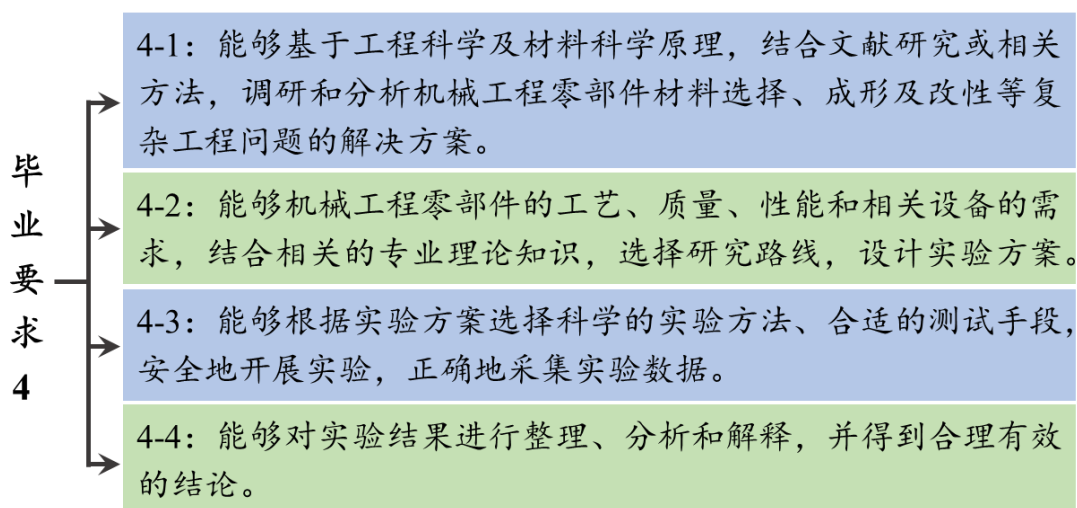 毕业要求4
4-1：能够基于工程科学及材料科学原理，结合文献研究或相关
方法，调研和分析机械工程零部件材料选择、成形及改性等复
杂工程问题的解决方案。
4-2：能够机械工程零部件的工艺、质量、性能和相关设备的需
求，结合相关的专业理论知识，选择研究路线，设计实验方案。
4-3：能够根据实验方案选择科学的实验方法、合适的测试手段，
安全地开展实验，正确地采集实验数据。
4-4：能够对实验结果进行整理、分析和解释，并得到合理有效
的结论。